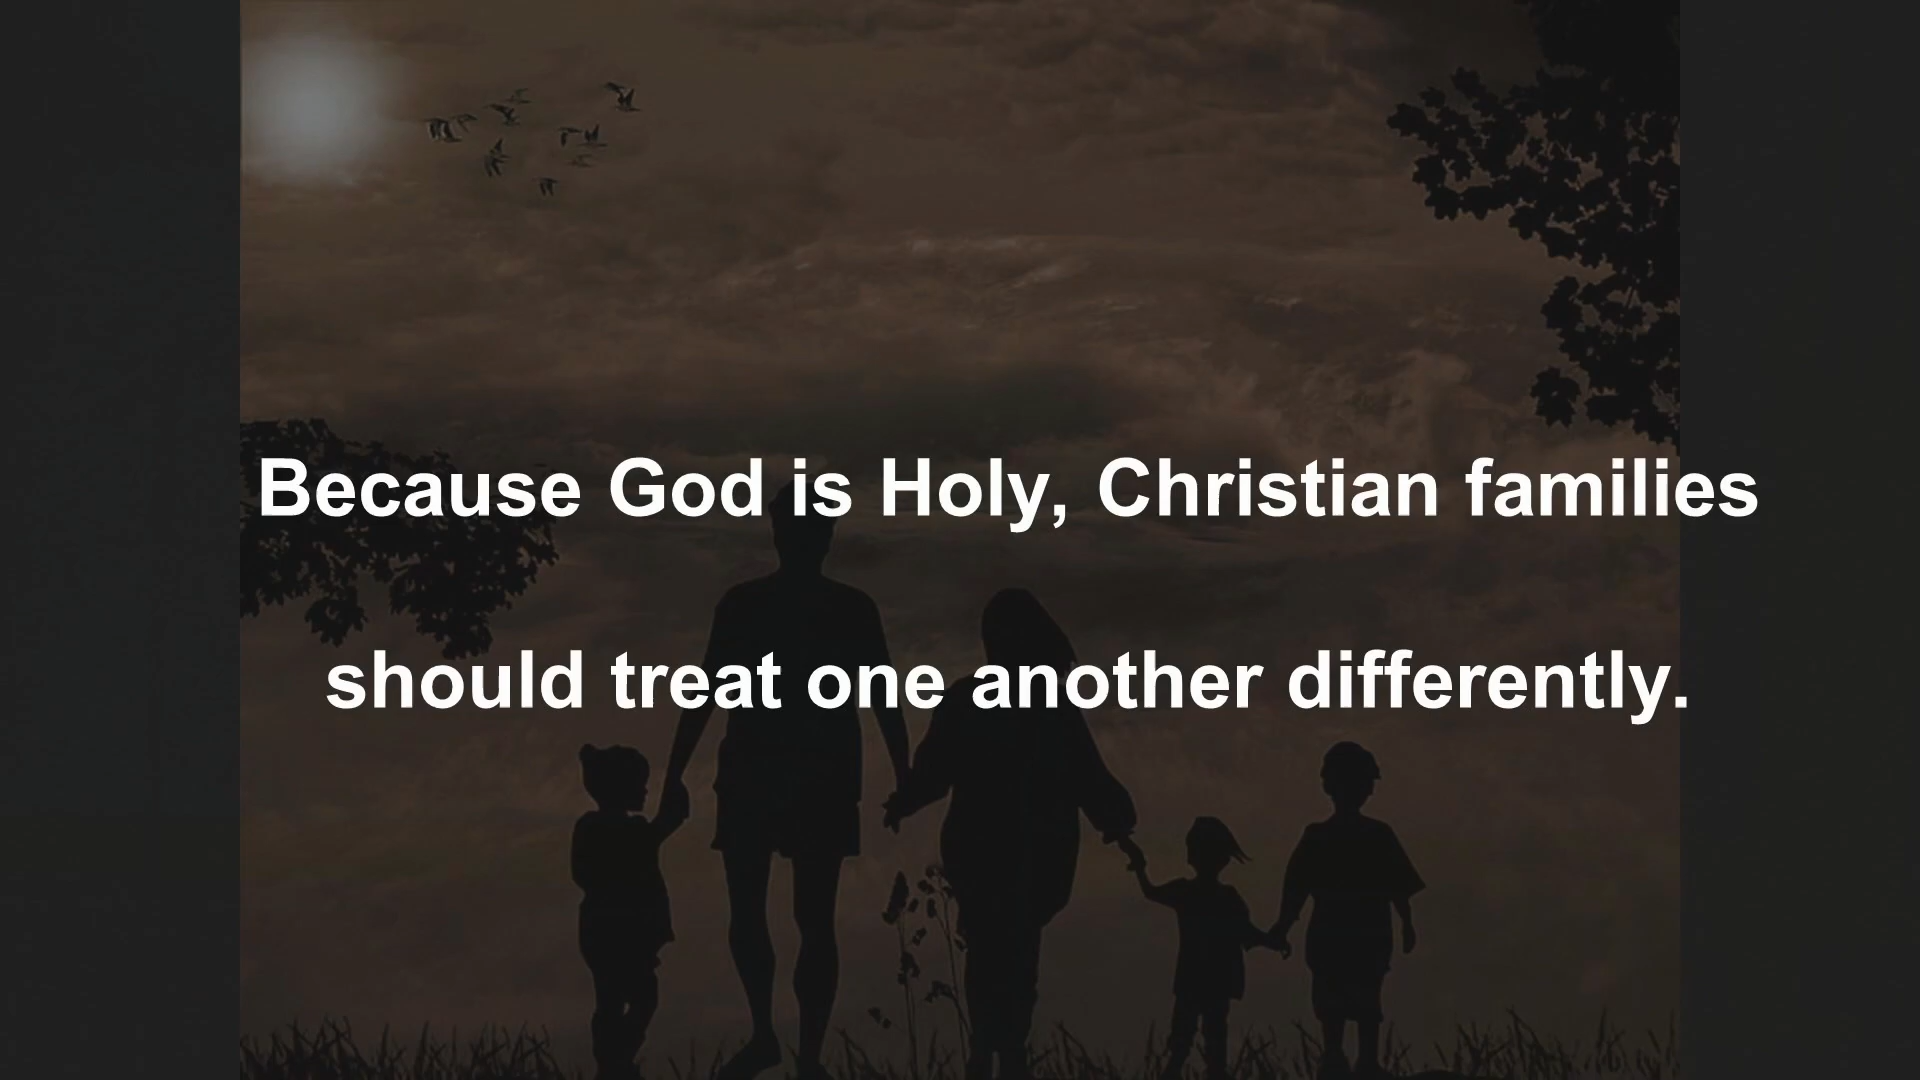 Because God is Holy, Christian families
should treat one another differently.